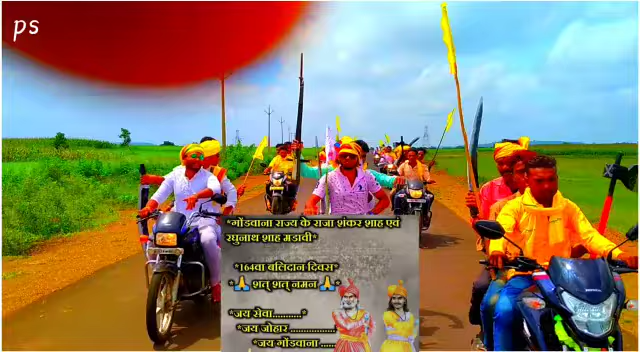 ps
*गोंडवाना राज्य के राजा शंकर शाह एवं
रघुनाथ शाह मडावी*
*164वा बलिदान दिवस*
*🙏 शत् शत् नमन 🙏*
*जय सेवा...........*
*जय जोहार..................
*जय गोंडवाना ......